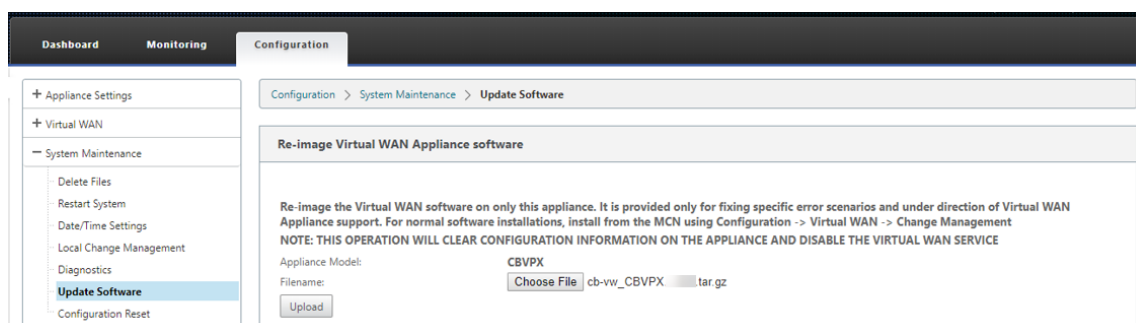 Dashboard Monitoring Configuration
+ Appliance Settings
+ Virtual WAN
− System Maintenance
Delete Files
Restart System
Date/Time Settings
Local Change Management
Diagnostics
Update Software
Configuration Reset
Configuration > System Maintenance > Update Software
Re-image Virtual WAN Appliance software
Re-image the Virtual WAN software on only this appliance. It is provided only for fixing specific error scenarios and under direction of Virtual WAN
Appliance support. For normal software installations, install from the MCN using Configuration -> Virtual WAN -> Change Management
NOTE: THIS OPERATION WILL CLEAR CONFIGURATION INFORMATION ON THE APPLIANCE AND DISABLE THE VIRTUAL WAN SERVICE
Appliance Model: CBVPX
Filename: Choose File cb-vw_CBVPX .tar.gz
Upload